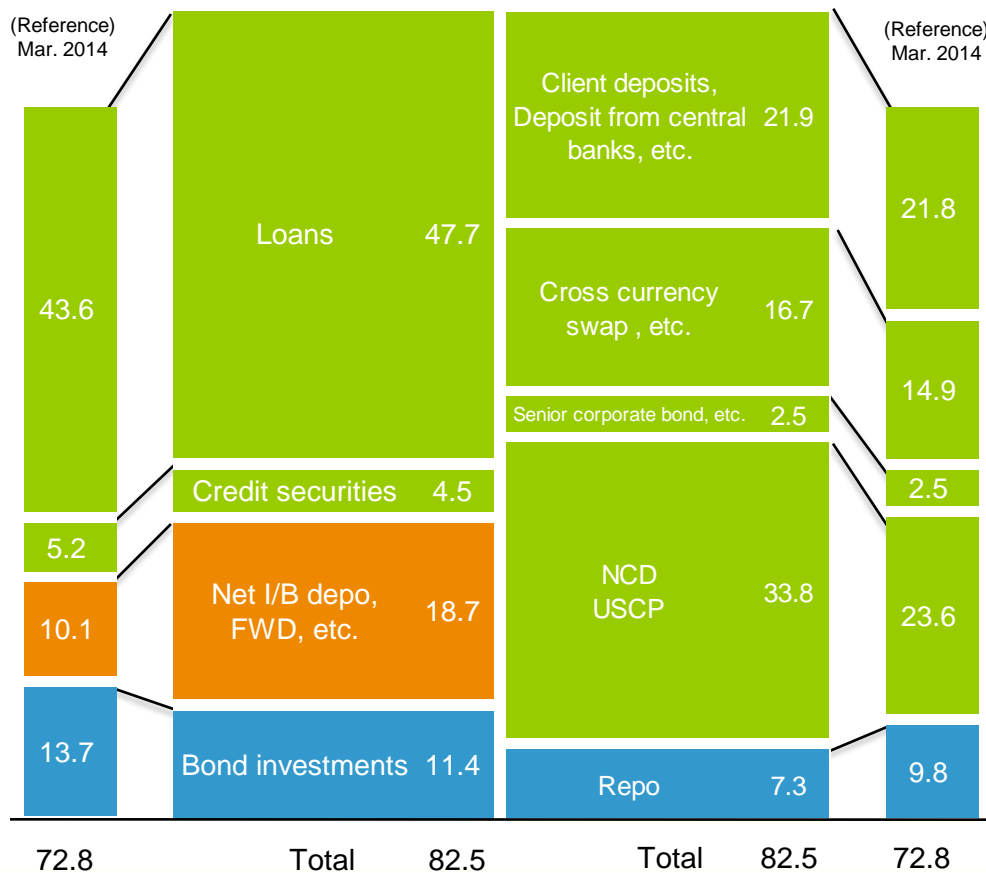 (Reference)
Mar. 2014
43.6
5.2
10.1
13.7
72.8
Loans 47.7
Credit securities 4.5
Net I/B depo,
FWD, etc.
18.7
Bond investments 11.4
Total 82.5
Client deposits,
Deposit from central
banks, etc.
21.9
Cross currency
swap , etc.
16.7
Senior corporate bond, etc. 2.5
NCD
USCP
33.8
Repo 7.3
Total 82.5
(Reference)
Mar. 2014
21.8
14.9
2.5
23.6
9.8
72.8